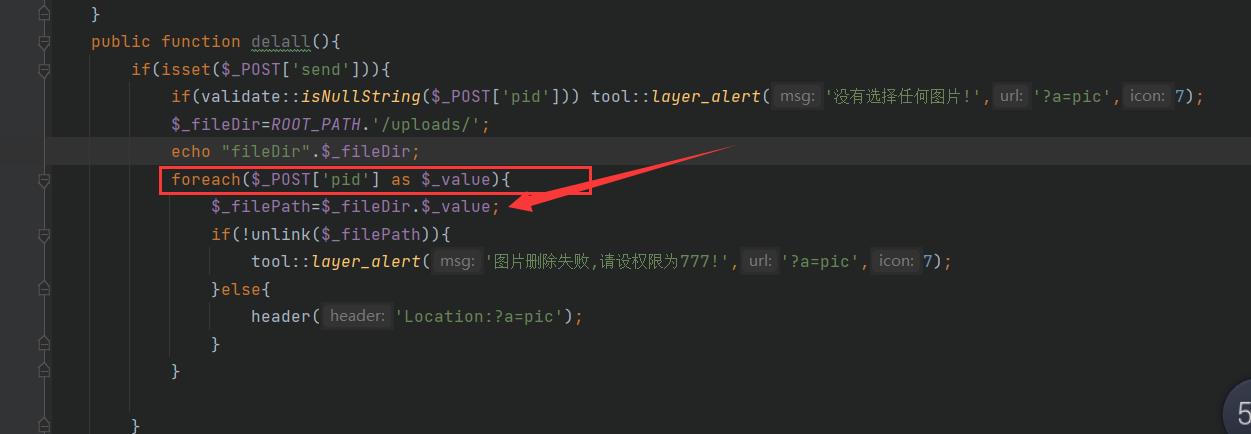 }
public function delall(){
if(isset($_POST['send'])){
if(validate::isNullString($_POST['pid'])) tool::layer_alert( msg: '没有选择任何图片!', url: '?a=pic', icon: 7);
$_fileDir=ROOT_PATH.'/uploads/';
echo "fileDir".$_fileDir;
foreach($_POST['pid'] as $_value){
$_filePath=$_fileDir.$_value;
if(!unlink($_filePath)){
tool::layer_alert( msg: '图片删除失败,请设权限为777!', url: '?a=pic', icon: 7);
}else{
header( header: 'Location:?a=pic');
}
}
}
5